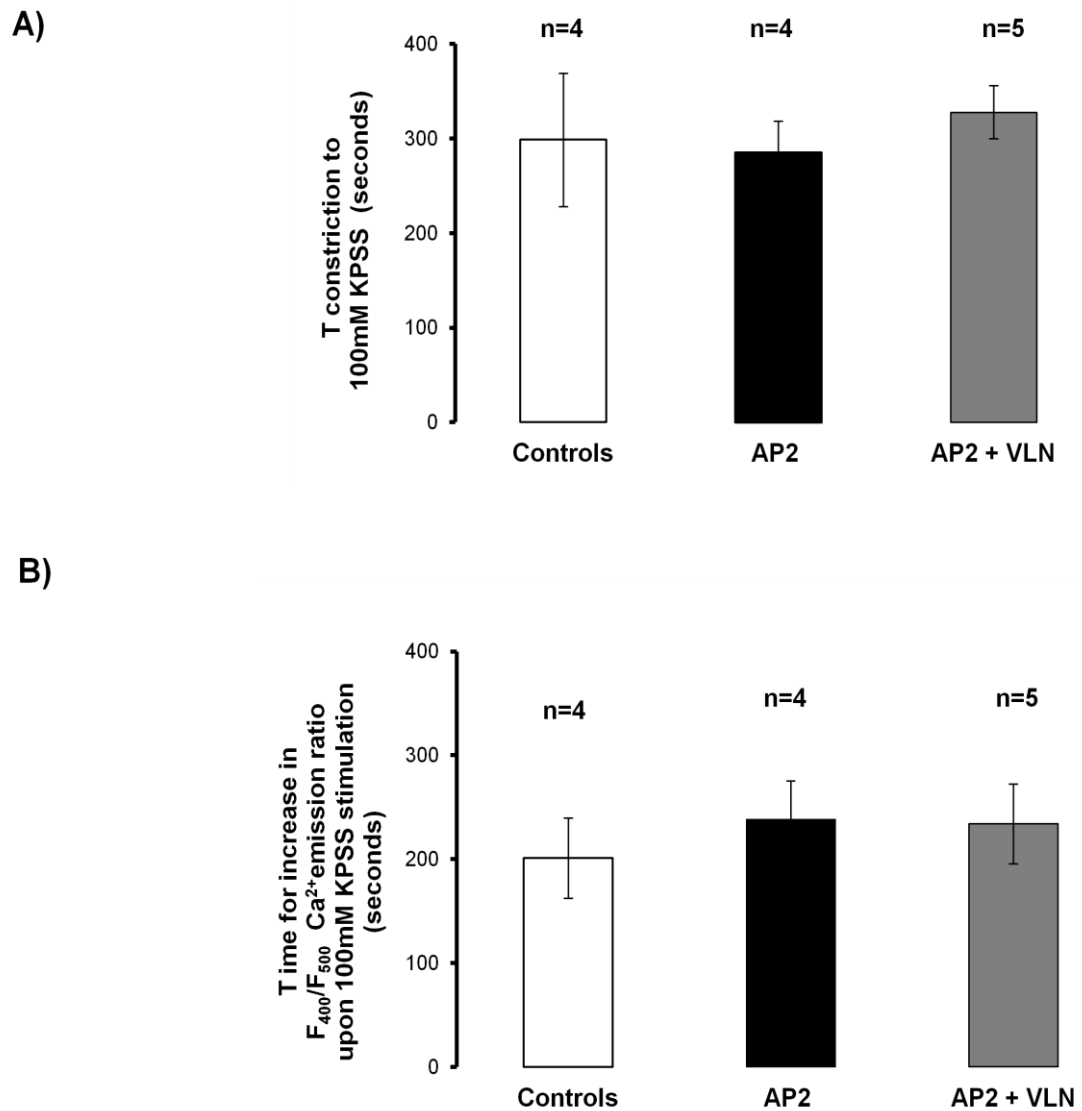 A)
n=4 n=4 n=5
T constriction to
100mM KPSS (seconds)
400
300
200
100
0
Controls AP2 AP2 + VLN
B)
n=4 n=4 n=5
T ime for increase in
F400/F500 Ca2+emission ratio
upon 100mM KPSS stimulation
(seconds)
400
300
200
100
0
Controls AP2 AP2 + VLN